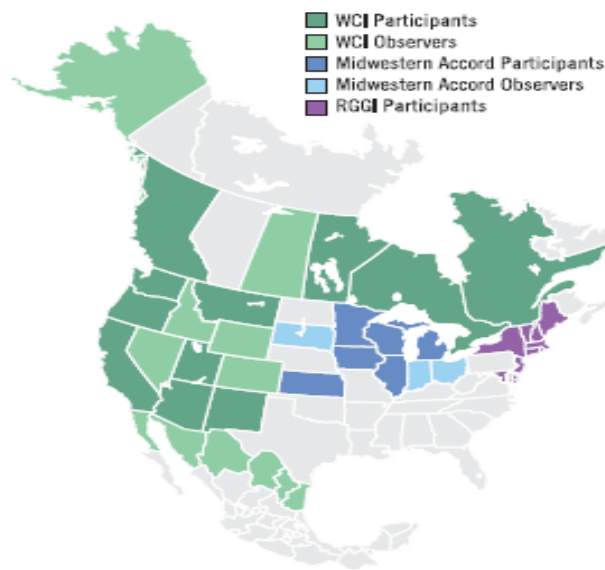 WCI Participants
WCI Observers
Midwestern Accord Participants
Midwestern Accord Observers
RGGI Participants